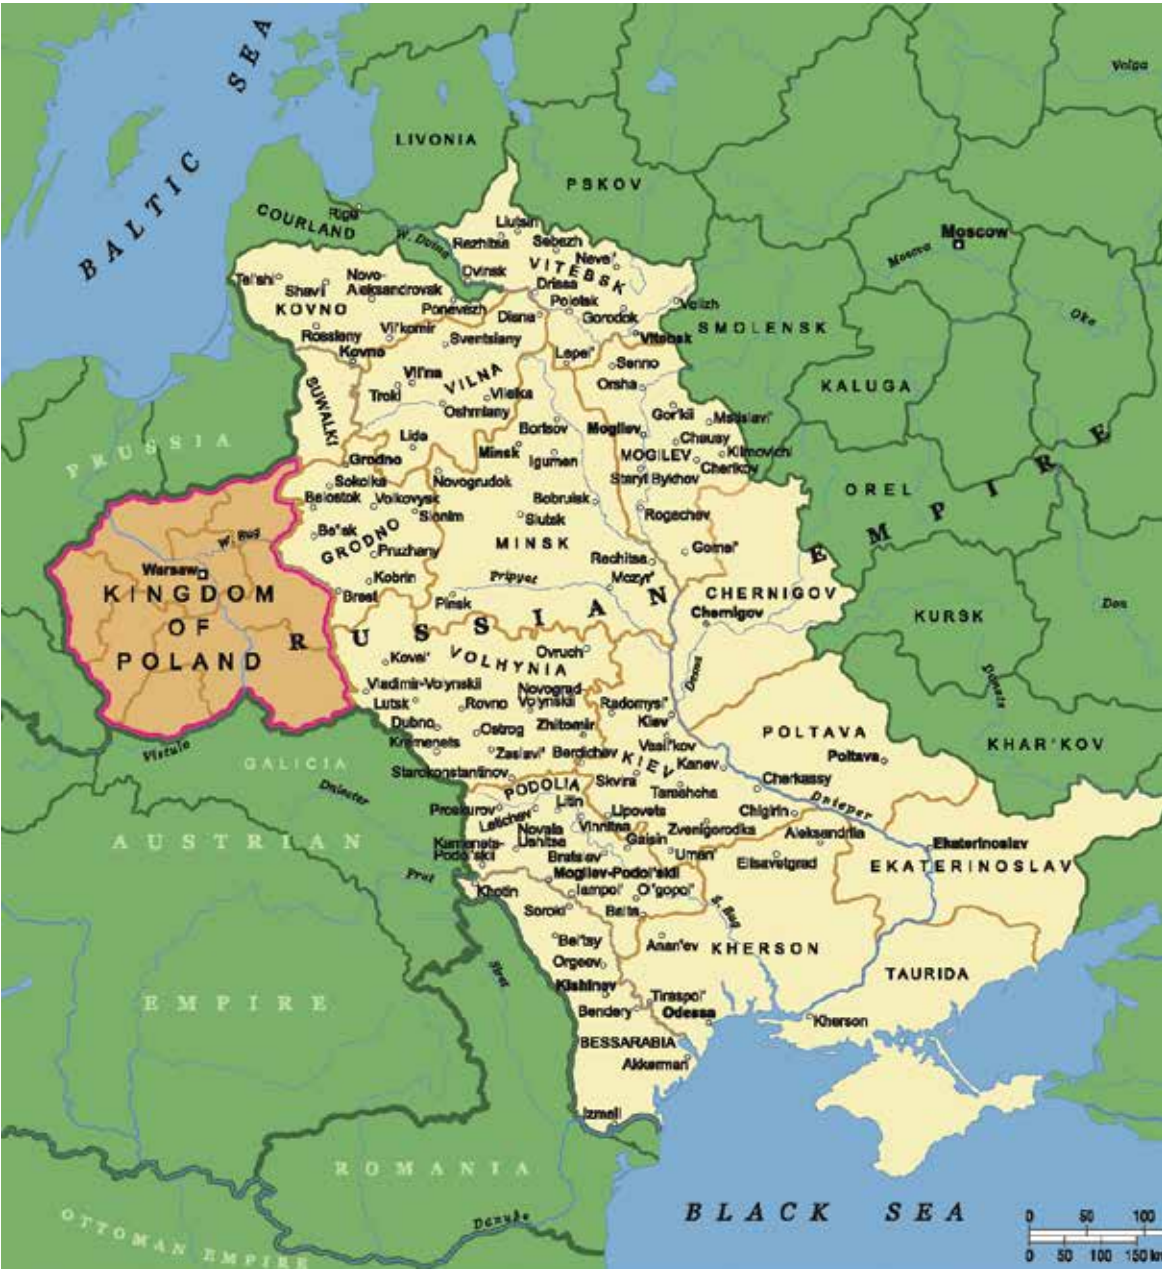 BALTIC SEA
LIVONIA
PSKOV
Volga
COURLAND
Riga
W. Dvina
Moscow
Moscow
Oka
Liutsin
Rezhitsa
Sebezh
Nevel'
Dvinsk
VITEBSK
Drissa
Polotsk
Gorodok
Velizh
Vitebsk
Lepel'
SMOLENSK
KALUGA
Tel'shi
Shavli
Novo-
Aleksandrovsk
KOVNO
Ponevezh
Disna
Rossieny
Vil'komir
Kovno
Sventsiany
Vil'na
VILNA
Troki
Vileika
Oshmiany
Lida
SUWALKI
Senno
Orsha
Gor'kii
Mstislavl'
Mogilev
Chausy
Klimovichi
MOGILEV
Cherikov
Staryi Bykhov
Rogachev
Gomel'
Borisov
Minsk
Igumen
Bobruisk
Slutsk
MINSK
Rechitsa
Mozyr'
Pripyat
Pinsk
Novogrudok
Grodno
Sokolka
Belostok
Volkovysk
Slonim
Bel'sk
GRODNO
Pruzhany
Kobrin
Brest
PRUSSIA
W. Bug
Warsaw
KINGDOM
OF
POLAND
Vistula
RUSSIAN EMPIRE
OREL
KURSK
Don
Donets
KHAR'KOV
CHERNIGOV
Chernigov
Desna
Kovel'
VOLHYNIA
Ovruch
Vladimir-Volynskii
Lutsk
Rovno
Novograd-
Volynskii
Dubno
Ostrog
Zhitomir
Kremenets
Zaslavl'
Berdichev
Starokonstantinov
Radomysl'
Kiev
Vasil'kov
KIEV
Kanev
Skvira
Tarashcha
Lipovets
Zvenigorodka
Uman'
Chigirin
Cherkassy
POLTAVA
Poltava
Dnieper
PODOLIA
Litin
Proskurov
Letichev
Vinnitsa
Novaia
Ushitsa
Gaisin
Kamenets-
Podol'skii
Bratslav
Mogilev-Podol'skii
Iampol'
O'gopol'
Balta
GALICIA
Dniester
Prut
AUSTRIAN
EMPIRE
Siret
Khotin
Soroki
Bel'tsy
Orgeev
Kishinev
Bendery
BESSARABIA
Akkerman
Izmail
Aleksandriia
Elisavetgrad
S. Bug
Anan'ev
KHERSON
Tiraspol'
Odessa
Ekaterinoslav
EKATERINOSLAV
TAURIDA
Kherson
ROMANIA
Danube
OTTOMAN EMPIRE
BLACK SEA
0 50 100
0 50 100 150 km